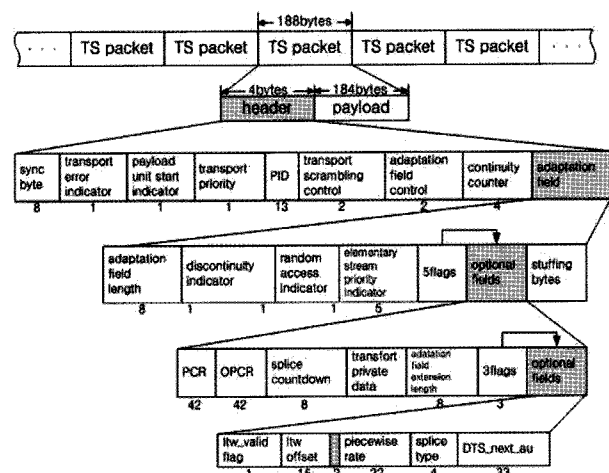 188bytes
· · · TS packet TS packet TS packet TS packet TS packet · · ·
4bytes 184bytes
header payload
sync byte transport error indicator payload unit start indicator transport priority PID transport scrambling control adaptation field control continuity counter adaptation field
8 1 1 1 13 2 2 4
adaptation field length discontinuity indicator random access indicator elementary stream priority indicator 5flags optional fields stuffing bytes
8 1 1 1 5
PCR OPCR splice countdown transfort private data adatation field extension length 3flags optional fields
42 42 8 8 3
ltw_valid flag ltw offset piecewise rate splice type DTS_next_au
1 15 2 22 4 33